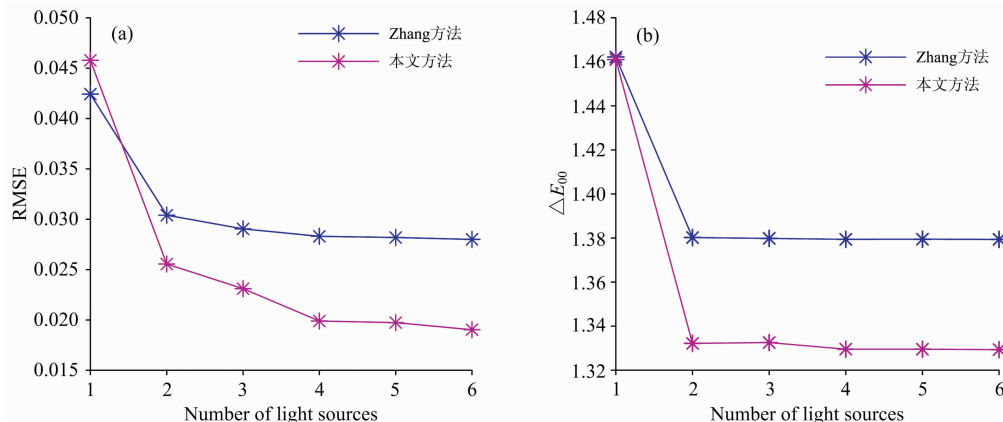 (a)
Zhang方法
本文方法
0.050
0.045
0.040
0.035
0.030
0.025
0.020
0.015
RMSE
1 2 3 4 5 6
Number of light sources
(b)
Zhang方法
本文方法
1.48
1.46
1.44
1.42
1.40
1.38
1.36
1.34
1.32
△E00
1 2 3 4 5 6
Number of light sources